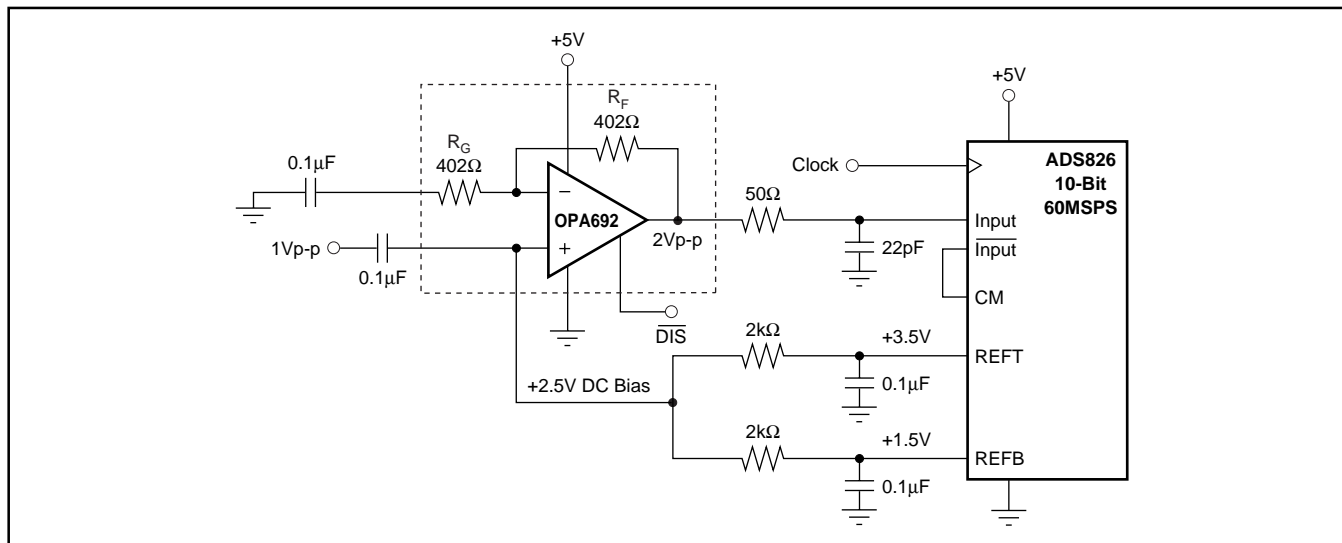 +5V
+5V
R_F
402Ω
R_G
402Ω
0.1µF
Clock
ADS826
10-Bit
60MSPS
−
OPA692
+
50Ω
Input
2Vp-p
1Vp-p
0.1µF
22pF
Input
CM
DIS
2kΩ
+3.5V
REFT
0.1µF
+2.5V DC Bias
2kΩ
+1.5V
REFB
0.1µF